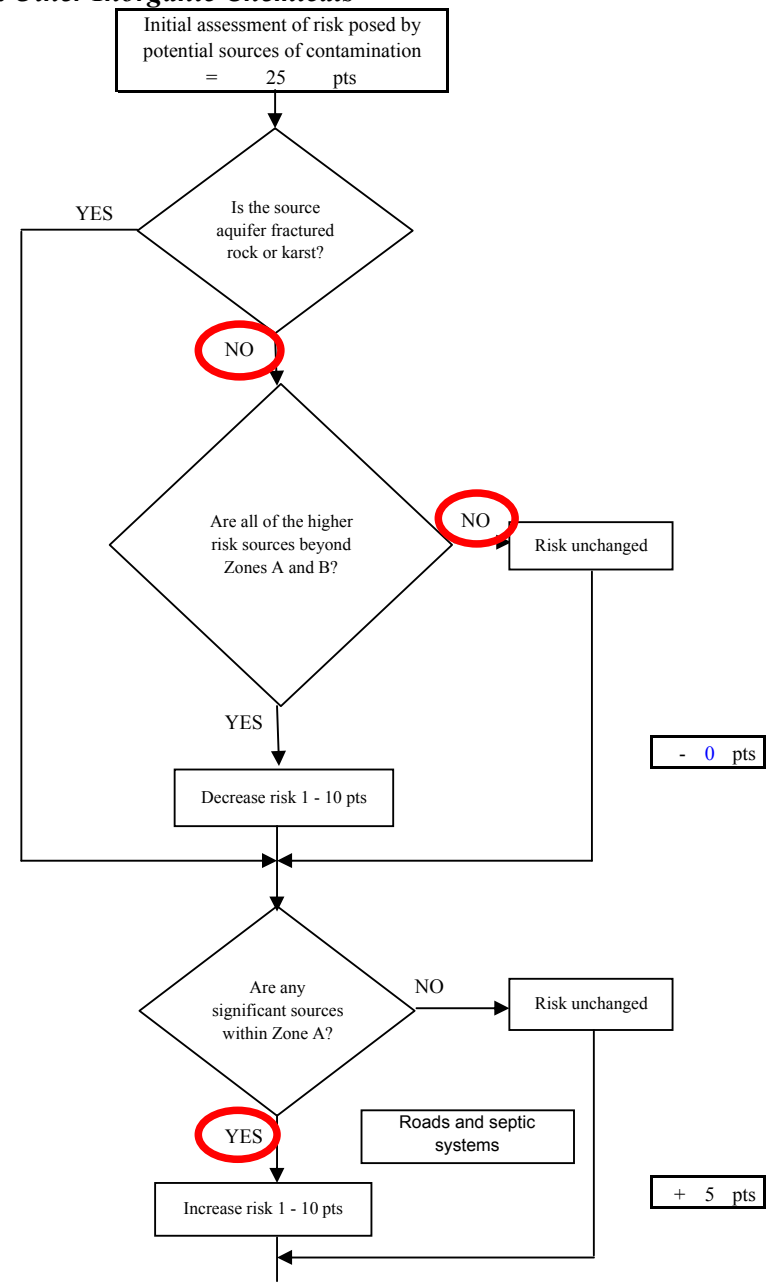 Other Inorganic Chemicals
Initial assessment of risk posed by
potential sources of contamination
= 25 pts
YES
Is the source
aquifer fractured
rock or karst?
NO
Are all of the higher
risk sources beyond
Zones A and B?
NO
Risk unchanged
YES
- 0 pts
Decrease risk 1 - 10 pts
Are any
significant sources
within Zone A?
NO
Risk unchanged
YES
Roads and septic
systems
+ 5 pts
Increase risk 1 - 10 pts